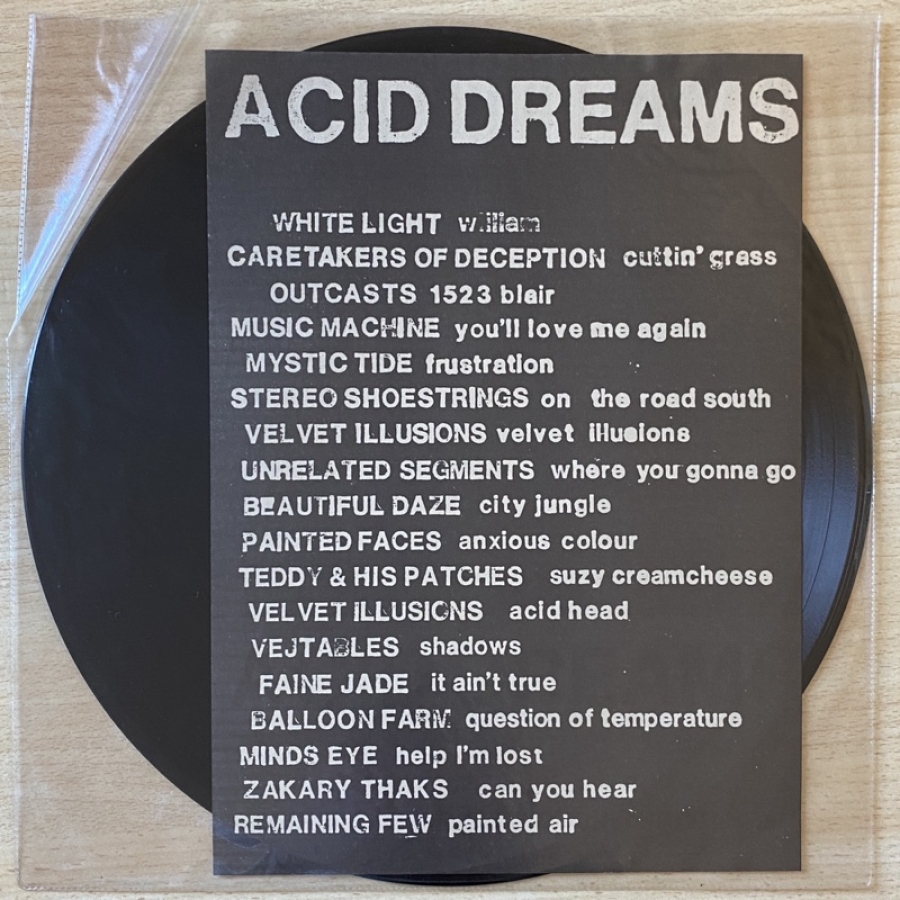 ACID DREAMS
WHITE LIGHT william
CARETAKERS OF DECEPTION cuttin' grass
OUTCASTS 1523 blair
MUSIC MACHINE you'll love me again
MYSTIC TIDE frustration
STEREO SHOESTRINGS on the road south
VELVET ILLUSIONS velvet illusions
UNRELATED SEGMENTS where you gonna go
BEAUTIFUL DAZE city jungle
PAINTED FACES anxious colour
TEDDY & HIS PATCHES suzy creamcheese
VELVET ILLUSIONS acid head
VEJTABLES shadows
FAINE JADE it ain't true
BALLOON FARM question of temperature
MINDS EYE help I'm lost
ZAKARY THAKS can you hear
REMAINING FEW painted air